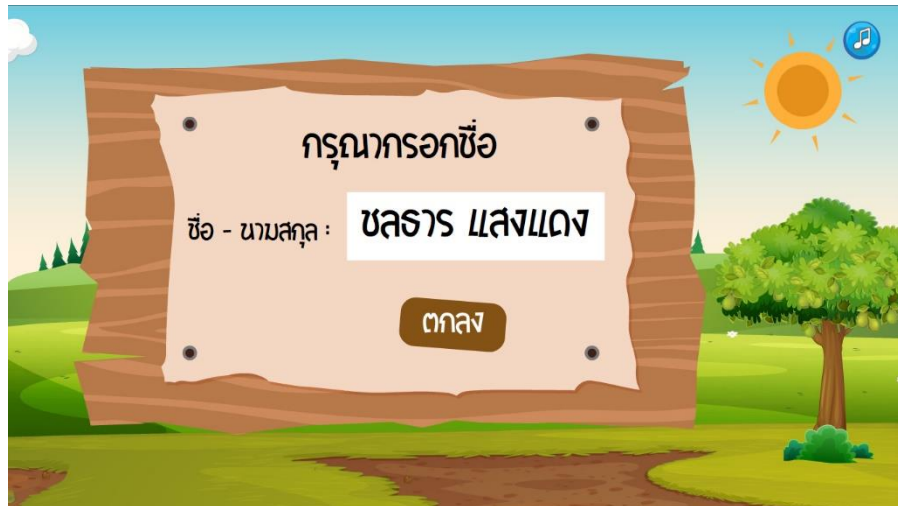 กรุณากรอกชื่อ
ชื่อ - นามสกุล : ชลธาร แสงแดง
ตกลง